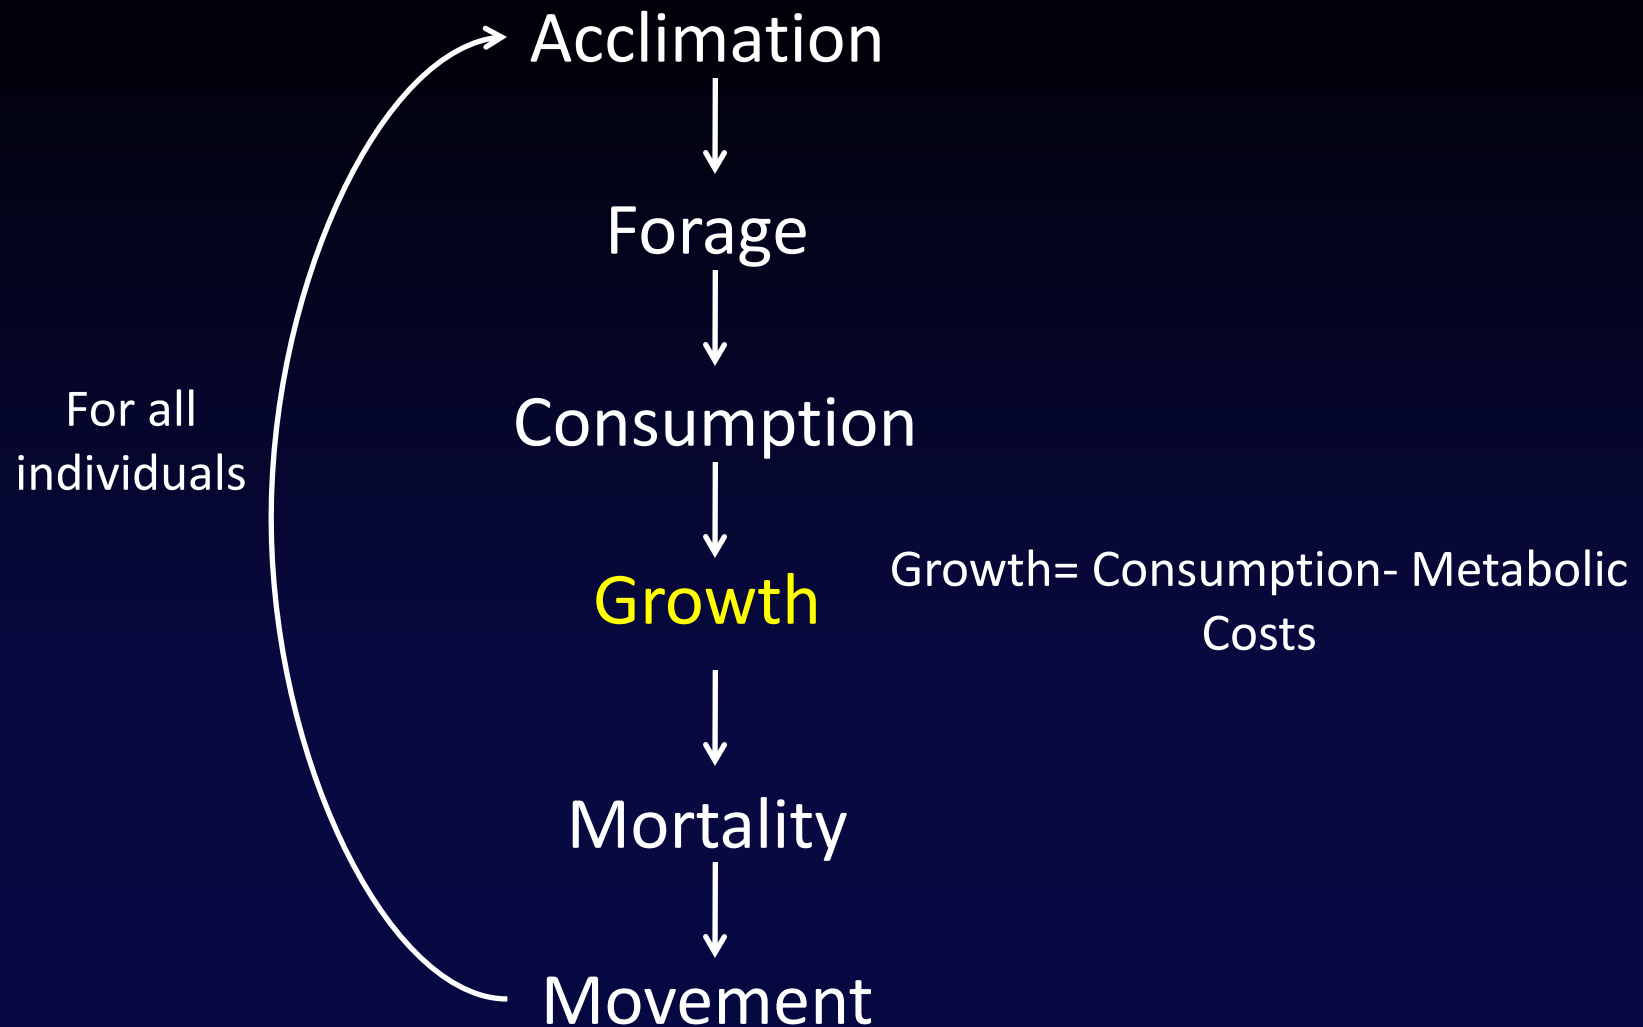 Acclimation
Forage
For all
individuals
Consumption
Growth
Growth= Consumption- Metabolic
Costs
Mortality
Movement